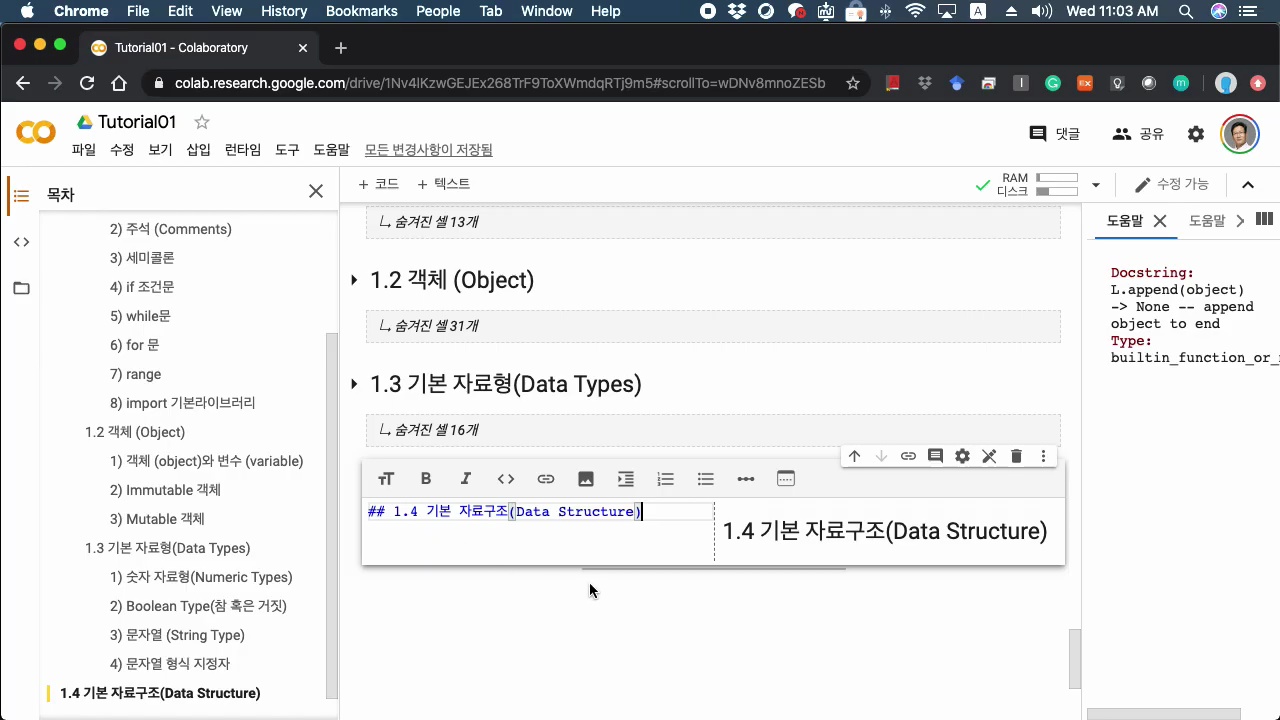 Chrome File Edit View History Bookmarks People Tab Window Help Wed 11:03 AM
Tutorial01 - Colaboratory
colab.research.google.com/drive/1Nv4lKzwGEJEx268TrF9ToXWmdqRTj9m5#scrollTo=wDNv8mnoZESb
Tutorial01
파일 수정 보기 삽입 런타임 도구 도움말 모든 변경사항이 저장됨
댓글 공유
목차
+ 코드 + 텍스트
RAM
디스크
수정 가능
2) 주석 (Comments)
3) 세미콜론
4) if 조건문
5) while문
6) for 문
7) range
8) import 기본라이브러리
1.2 객체 (Object)
1) 객체 (object)와 변수 (variable)
2) Immutable 객체
3) Mutable 객체
1.3 기본 자료형(Data Types)
1) 숫자 자료형(Numeric Types)
2) Boolean Type(참 혹은 거짓)
3) 문자열 (String Type)
4) 문자열 형식 지정자
1.4 기본 자료구조(Data Structure)
숨겨진 셀 13개
1.2 객체 (Object)
숨겨진 셀 31개
1.3 기본 자료형(Data Types)
숨겨진 셀 16개
## 1.4 기본 자료구조(Data Structure)
1.4 기본 자료구조(Data Structure)
도움말 도움말
Docstring:
L.append(object)
-> None -- append
object to end
Type:
builtin_function_or_